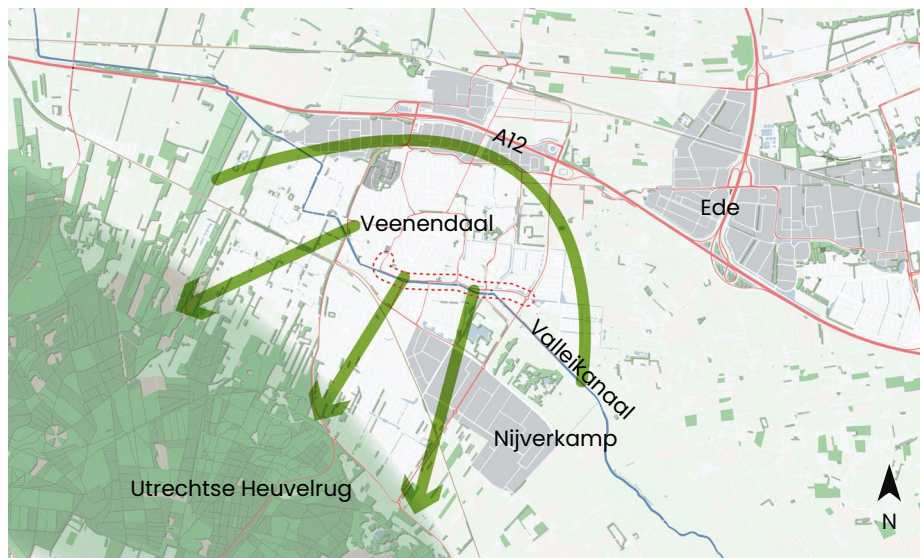 A12
Ede
Veenendaal
Valleikanaal
Nijverkamp
Utrechtse Heuvelrug
N